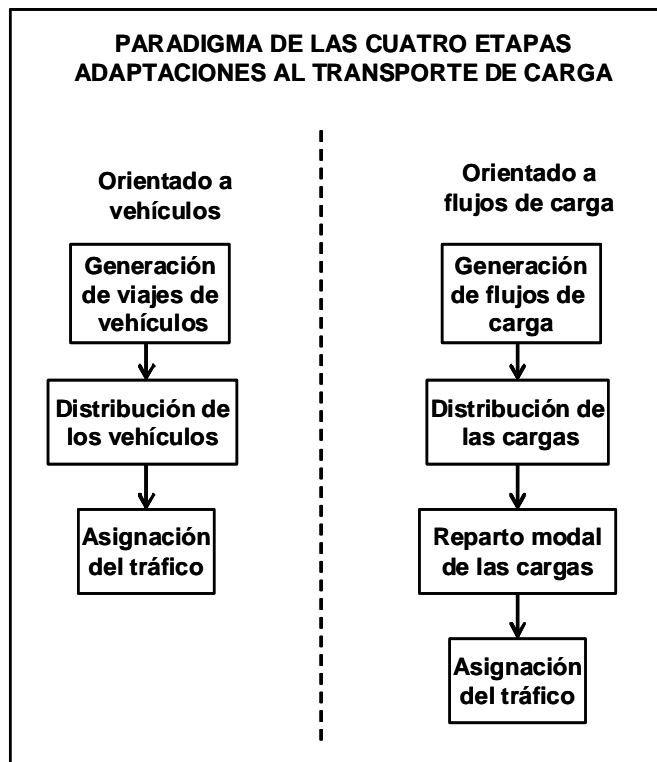 PARADIGMA DE LAS CUATRO ETAPAS
ADAPTACIONES AL TRANSPORTE DE CARGA
Orientado a
vehículos
Generación
de viajes de
vehículos
Distribución de
los vehículos
Asignación
del tráfico
Orientado a
flujos de carga
Generación
de flujos de
carga
Distribución de
las cargas
Reparto modal
de las cargas
Asignación
del tráfico